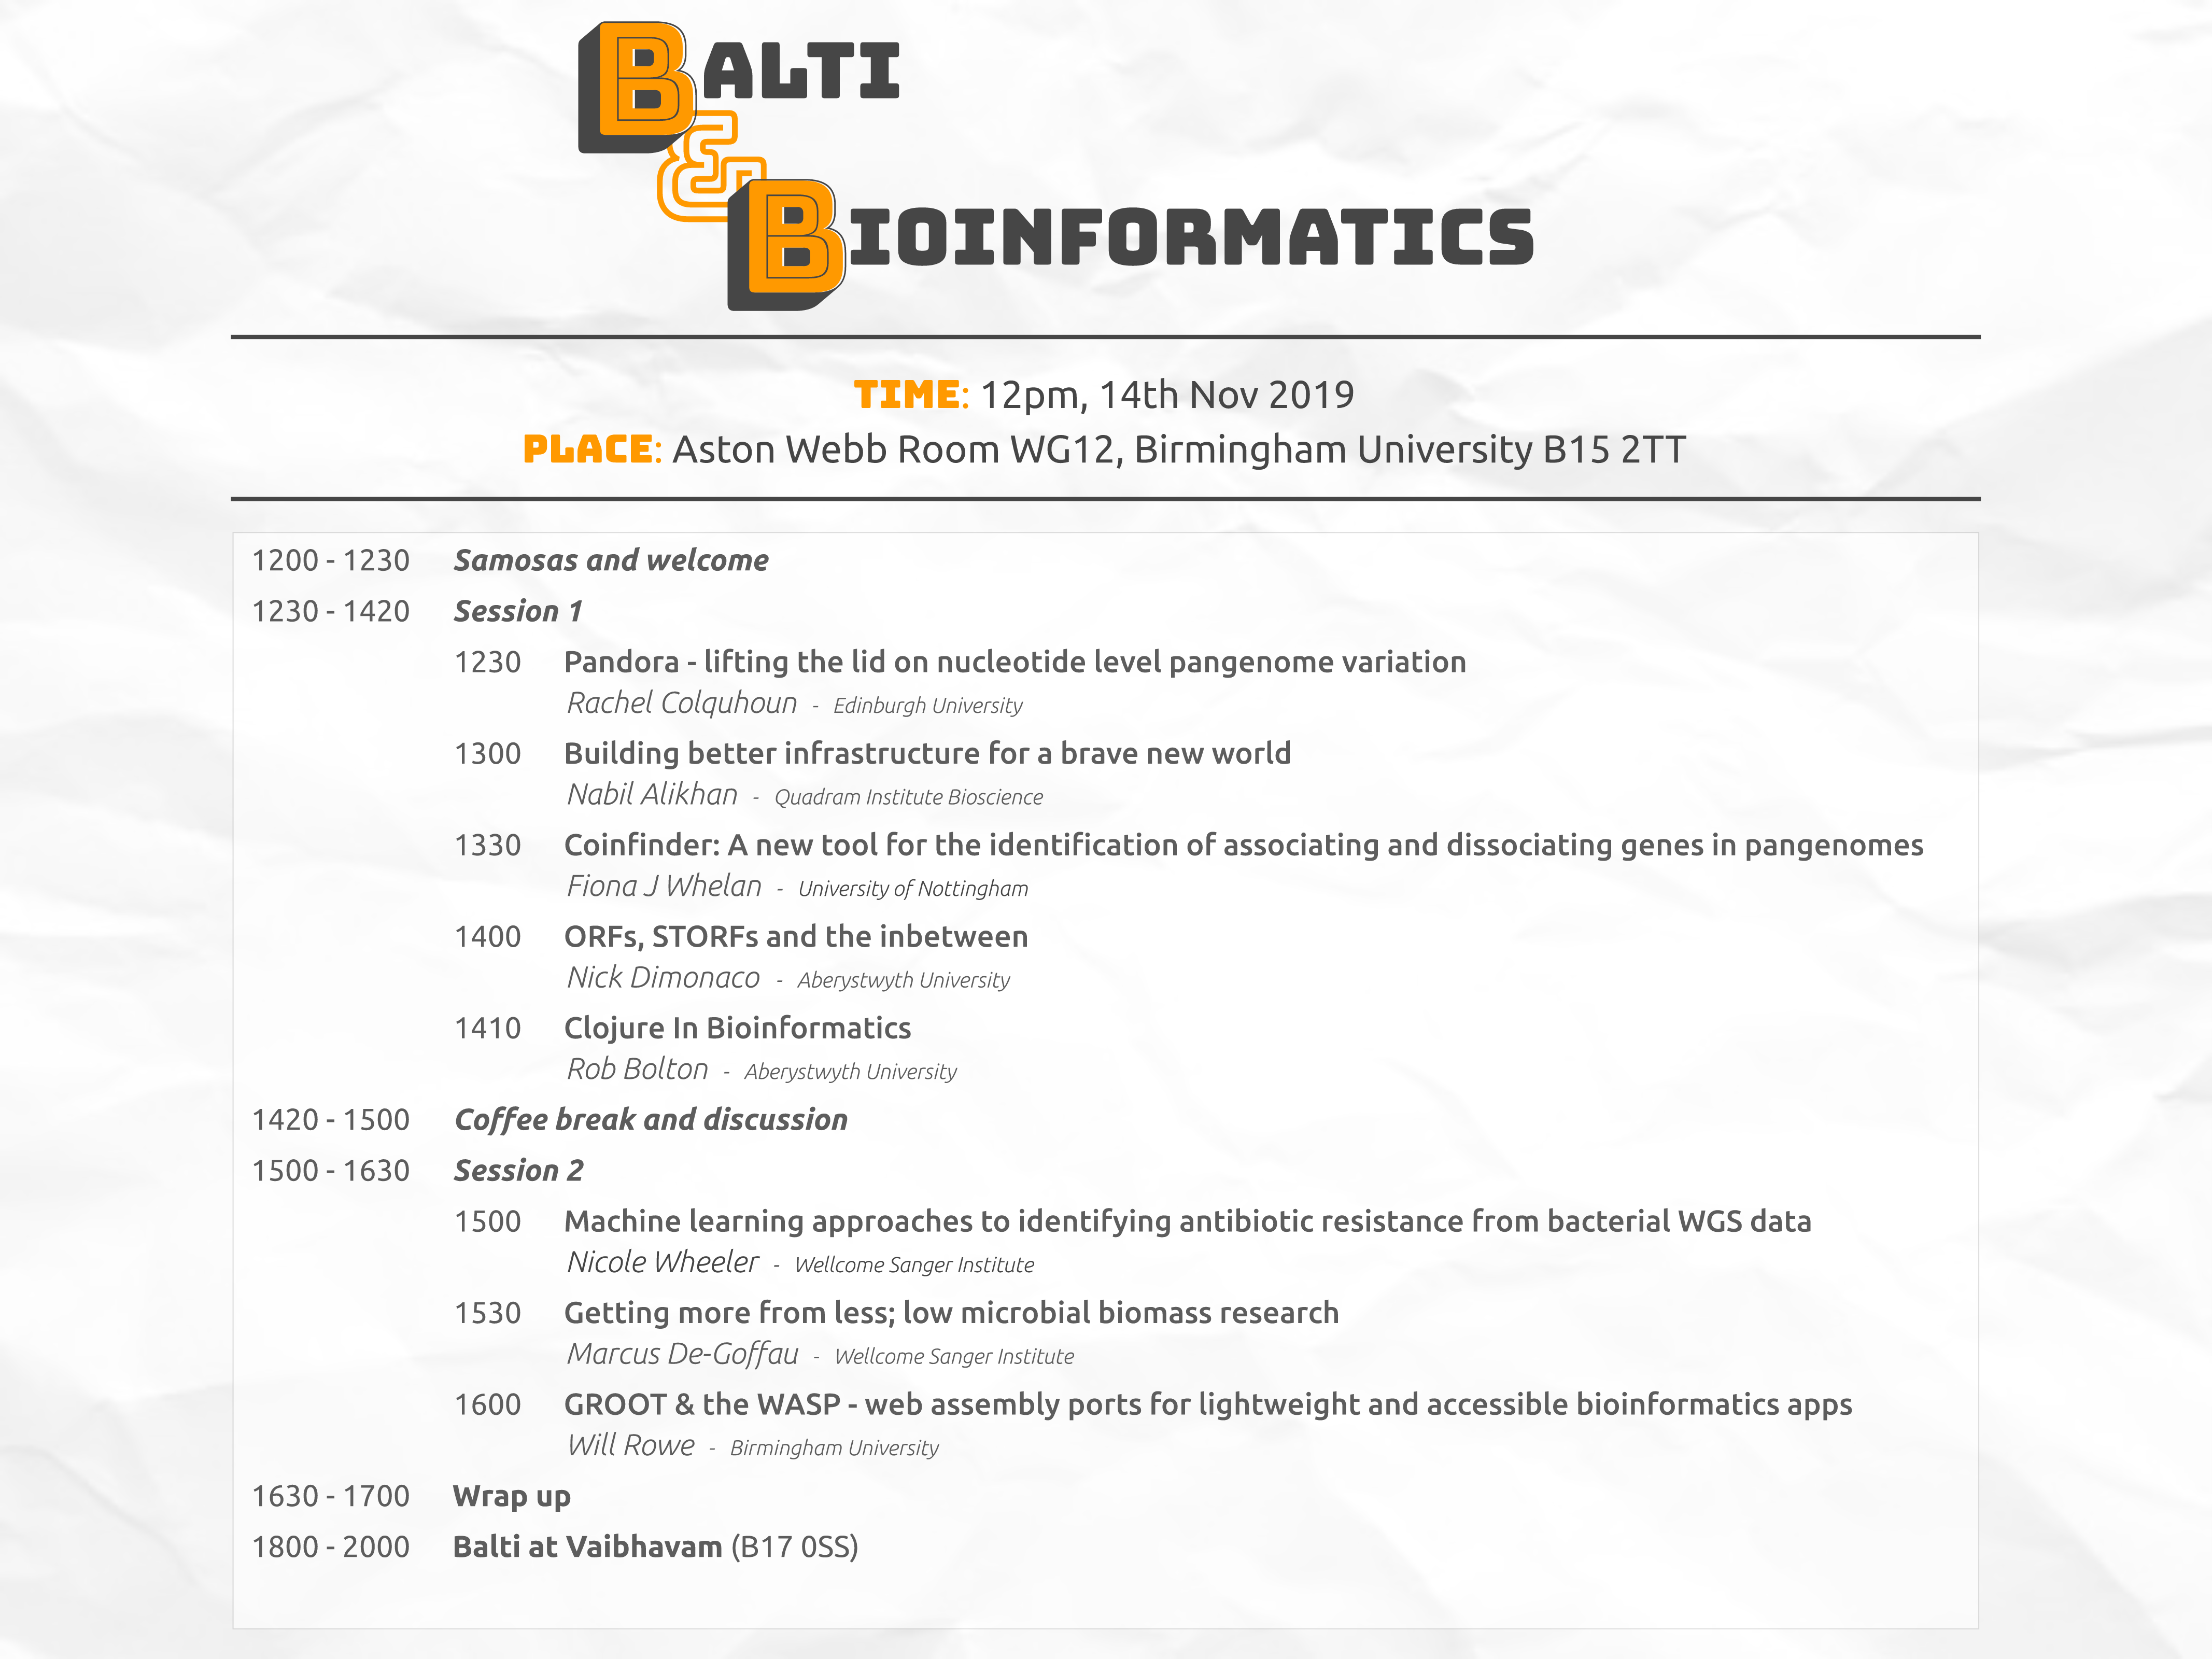 BALTI
&
BIOINFORMATICS
TIME: 12pm, 14th Nov 2019
PLACE: Aston Webb Room WG12, Birmingham University B15 2TT
1200 - 1230 Samosas and welcome
1230 - 1420 Session 1
1230 Pandora - lifting the lid on nucleotide level pangenome variation
Rachel Colquhoun - Edinburgh University
1300 Building better infrastructure for a brave new world
Nabil Alikhan - Quadram Institute Bioscience
1330 Coinfinder: A new tool for the identification of associating and dissociating genes in pangenomes
Fiona J Whelan - University of Nottingham
1400 ORFs, STORFs and the inbetween
Nick Dimonaco - Aberystwyth University
1410 Clojure In Bioinformatics
Rob Bolton - Aberystwyth University
1420 - 1500 Coffee break and discussion
1500 - 1630 Session 2
1500 Machine learning approaches to identifying antibiotic resistance from bacterial WGS data
Nicole Wheeler - Wellcome Sanger Institute
1530 Getting more from less; low microbial biomass research
Marcus De-Goffau - Wellcome Sanger Institute
1600 GROOT & the WASP - web assembly ports for lightweight and accessible bioinformatics apps
Will Rowe - Birmingham University
1630 - 1700 Wrap up
1800 - 2000 Balti at Vaibhavam (B17 0SS)